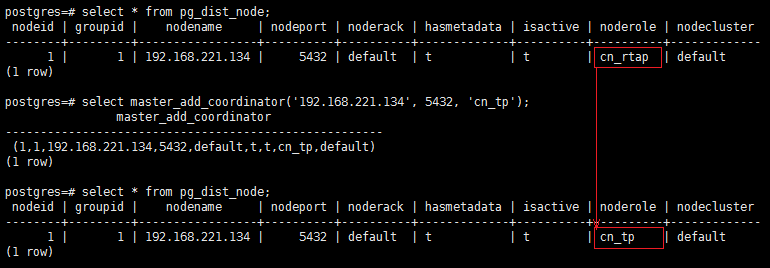 postgres=# select * from pg_dist_node;
 nodeid | groupid |    nodename     | nodeport | noderack | hasmetadata | isactive | noderole | nodecluster
--------+---------+-----------------+----------+----------+-------------+----------+----------+-------------
      1 |       1 | 192.168.221.134 |     5432 | default  | t           | t        | cn_rtap  | default
(1 row)
postgres=# select master_add_coordinator('192.168.221.134', 5432, 'cn_tp');
               master_add_coordinator
----------------------------------------------------
 (1,1,192.168.221.134,5432,default,t,t,cn_tp,default)
(1 row)
postgres=# select * from pg_dist_node;
 nodeid | groupid |    nodename     | nodeport | noderack | hasmetadata | isactive | noderole | nodecluster
--------+---------+-----------------+----------+----------+-------------+----------+----------+-------------
      1 |       1 | 192.168.221.134 |     5432 | default  | t           | t        | cn_tp    | default
(1 row)